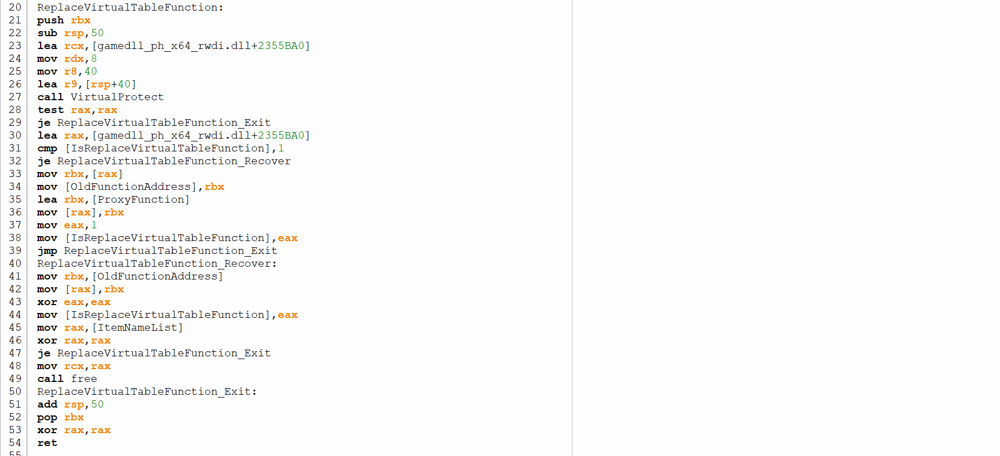 20 ReplaceVirtualTableFunction:
21 push rbx
22 sub rsp,50
23 lea rcx,[gamedll_ph_x64_rwdi.dll+2355BA0]
24 mov rdx,8
25 mov r8,40
26 lea r9,[rsp+40]
27 call VirtualProtect
28 test rax,rax
29 je ReplaceVirtualTableFunction_Exit
30 lea rax,[gamedll_ph_x64_rwdi.dll+2355BA0]
31 cmp [IsReplaceVirtualTableFunction],1
32 je ReplaceVirtualTableFunction_Recover
33 mov rbx,[rax]
34 mov [OldFunctionAddress],rbx
35 lea rbx,[ProxyFunction]
36 mov [rax],rbx
37 mov eax,1
38 mov [IsReplaceVirtualTableFunction],eax
39 jmp ReplaceVirtualTableFunction_Exit
40 ReplaceVirtualTableFunction_Recover:
41 mov rbx,[OldFunctionAddress]
42 mov [rax],rbx
43 xor eax,eax
44 mov [IsReplaceVirtualTableFunction],eax
45 mov rax,[ItemNameList]
46 xor rax,rax
47 je ReplaceVirtualTableFunction_Exit
48 mov rcx,rax
49 call free
50 ReplaceVirtualTableFunction_Exit:
51 add rsp,50
52 pop rbx
53 xor rax,rax
54 ret
55